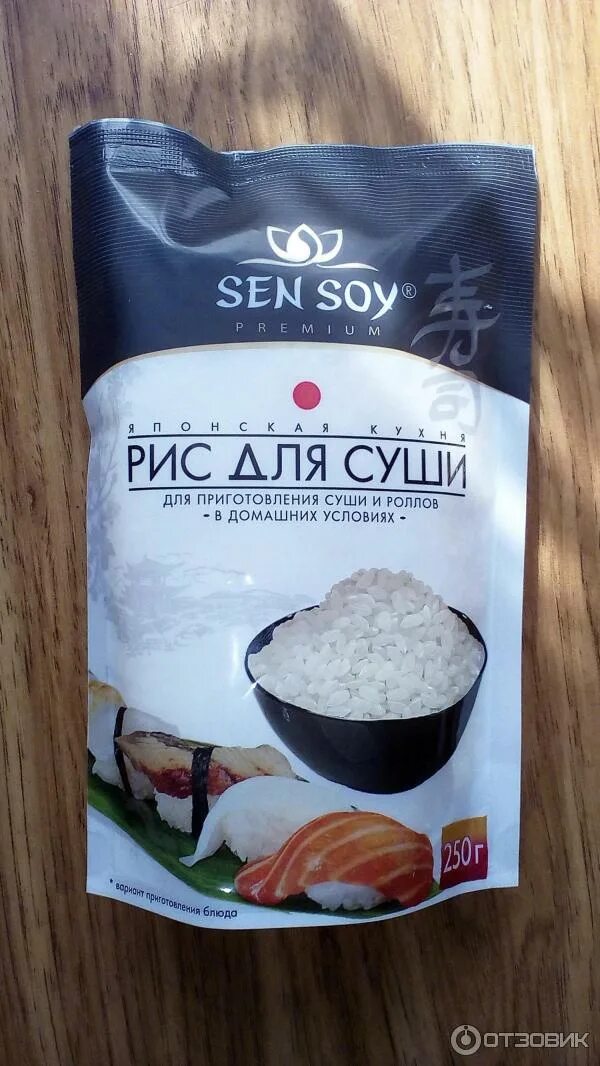 SEN SOY®
PREMIUM
寿司
ЯПОНСКАЯ КУХНЯ
РИС ДЛЯ СУШИ
ДЛЯ ПРИГОТОВЛЕНИЯ СУШИ И РОЛЛОВ
- В ДОМАШНИХ УСЛОВИЯХ -
250г
* вариант приготовления блюда
ОТЗОВИК